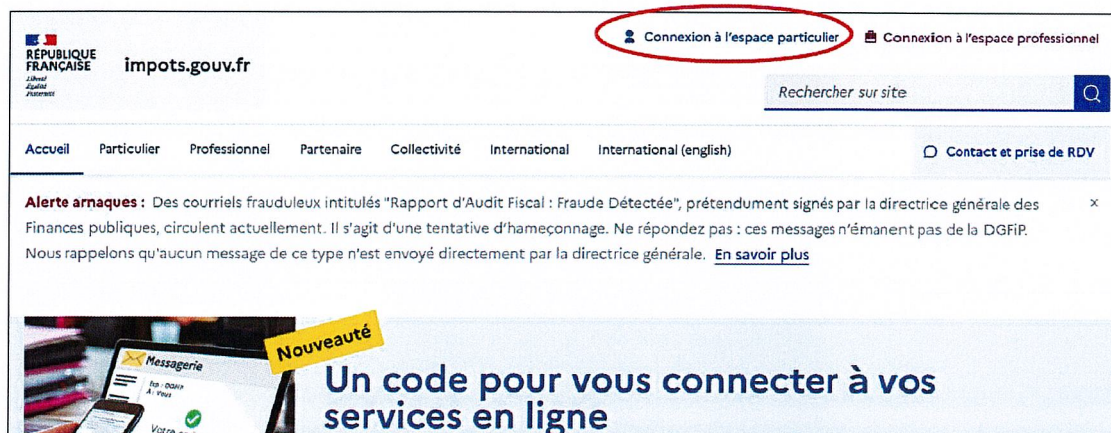 Connexion à l'espace particulier
Connexion à l'espace professionnel
RÉPUBLIQUE
FRANÇAISE
Liberté
Égalité
Fraternité
impots.gouv.fr
Rechercher sur site
Accueil Particulier Professionnel Partenaire Collectivité International International (english) Contact et prise de RDV
Alerte arnaques : Des courriels frauduleux intitulés "Rapport d'Audit Fiscal : Fraude Détectée", prétendument signés par la directrice générale des
Finances publiques, circulent actuellement. Il s'agit d'une tentative d'hameçonnage. Ne répondez pas : ces messages n'émanent pas de la DGFiP.
Nous rappelons qu'aucun message de ce type n'est envoyé directement par la directrice générale. En savoir plus
Nouveauté
Messagerie
Exp : DGFIP
A : Vous
Votre
Un code pour vous connecter à vos
services en ligne